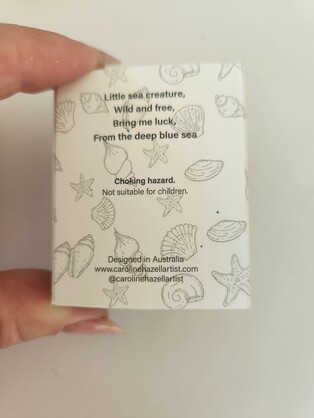 Little sea creature,
Wild and free,
Bring me luck,
From the deep blue sea
Choking hazard.
Not suitable for children.
Designed in Australia
www.carolinehazellartist.com
@carolinehazellartist